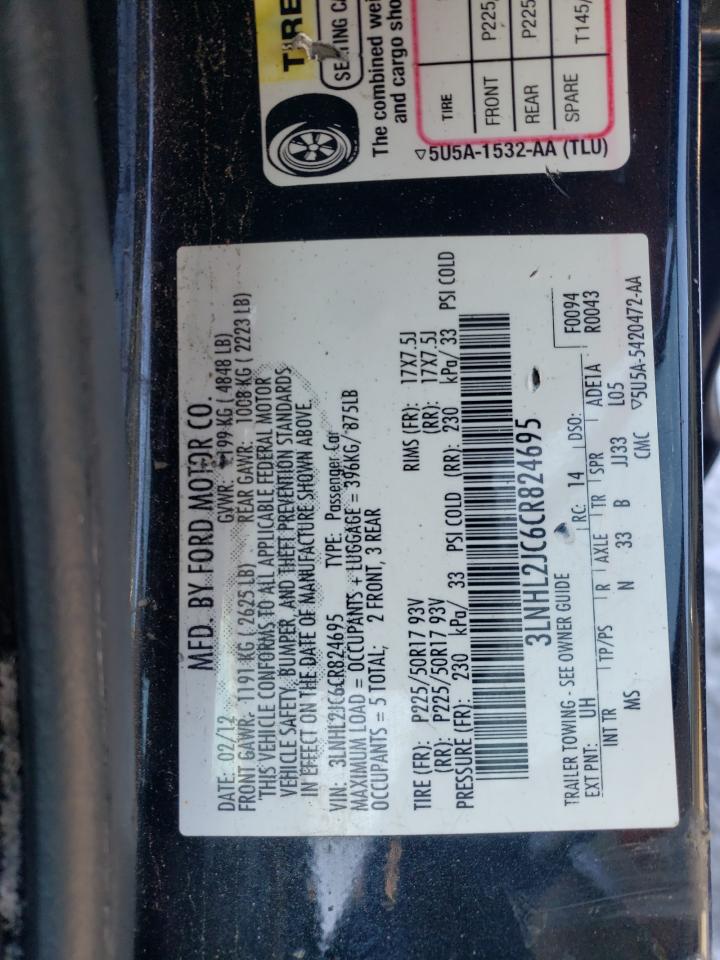 MFD. BY FORD MOTOR CO.
DATE: 02/12 GVWR: 2199 KG ( 4848 LB)
FRONT GAWR: 1191 KG ( 2625 LB) REAR GAWR: 1008 KG ( 2223 LB)
THIS VEHICLE CONFORMS TO ALL APPLICABLE FEDERAL MOTOR
VEHICLE SAFETY, BUMPER, AND THEFT PREVENTION STANDARDS
IN EFFECT ON THE DATE OF MANUFACTURE SHOWN ABOVE.
VIN: 3LNHL2JC6CR824695 TYPE: Passenger Car
MAXIMUM LOAD = OCCUPANTS + LUGGAGE = 396KG/ 875LB
OCCUPANTS = 5 TOTAL; 2 FRONT, 3 REAR
TIRE (FR): P225/50R17 93V RIMS (FR): 17X7.5J
(RR): P225/50R17 93V (RR): 17X7.5J
PRESSURE (FR): 230 kPa/ 33 PSI COLD (RR): 230 kPa/ 33 PSI COLD
3LNHL2JC6CR824695
TRAILER TOWING - SEE OWNER GUIDE
EXT PNT: UH RC: 14 DSO: F0094
R0043
INT TR TP/PS R AXLE TR SPR ADE1A
MS N 33 B JJ33 L05
CMC ▽5U5A-5420472-AA
TIRE
SEATING CA
The combined wei
and cargo sho
TIRE
FRONT P225/
REAR P225
SPARE T145/
▽5U5A-1532-AA (TLU)